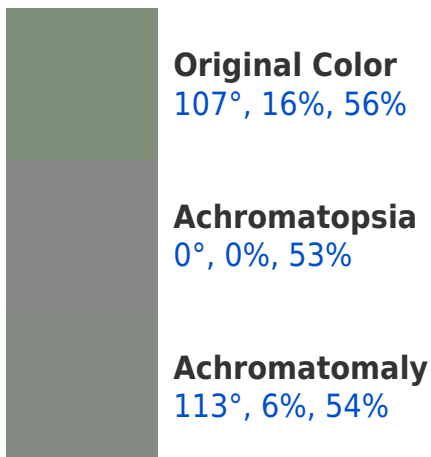 Original Color
107°, 16%, 56%
Achromatopsia
0°, 0%, 53%
Achromatomaly
113°, 6%, 54%